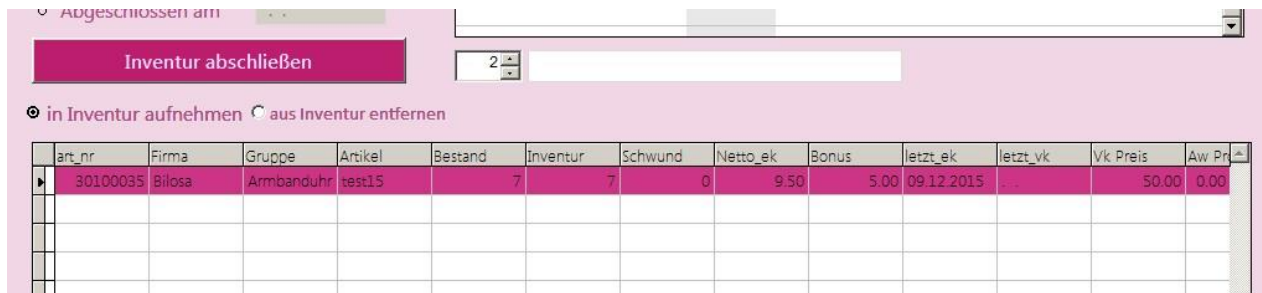 Abgeschlossen am . .
Inventur abschließen
2
in Inventur aufnehmen aus Inventur entfernen
art_nr Firma Gruppe Artikel Bestand Inventur Schwund Netto_ek Bonus letzt_ek letzt_vk Vk Preis Aw
30100035 Bilosa Armbanduhr test15 7 7 0 9.50 5.00 09.12.2015 . . 50.00 0.00